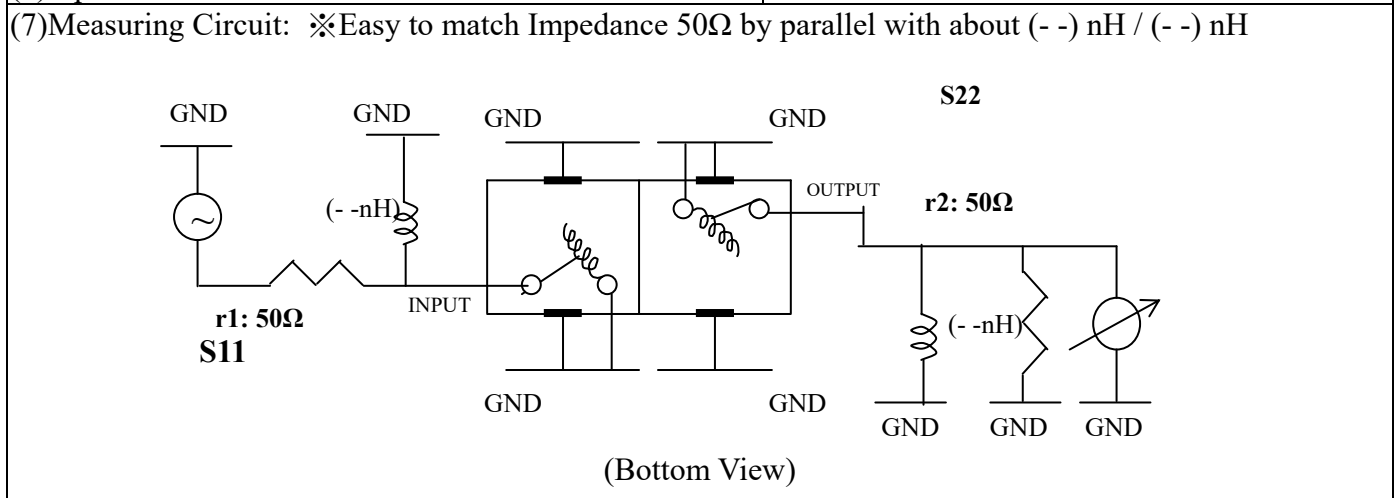 (7)Measuring Circuit: ※Easy to match Impedance 50Ω by parallel with about (- -) nH / (- -) nH
S22
GND GND GND GND
OUTPUT
r2: 50Ω
(- -nH)
~
INPUT
r1: 50Ω
(- -nH)
S11
GND GND
GND GND GND
(Bottom View)